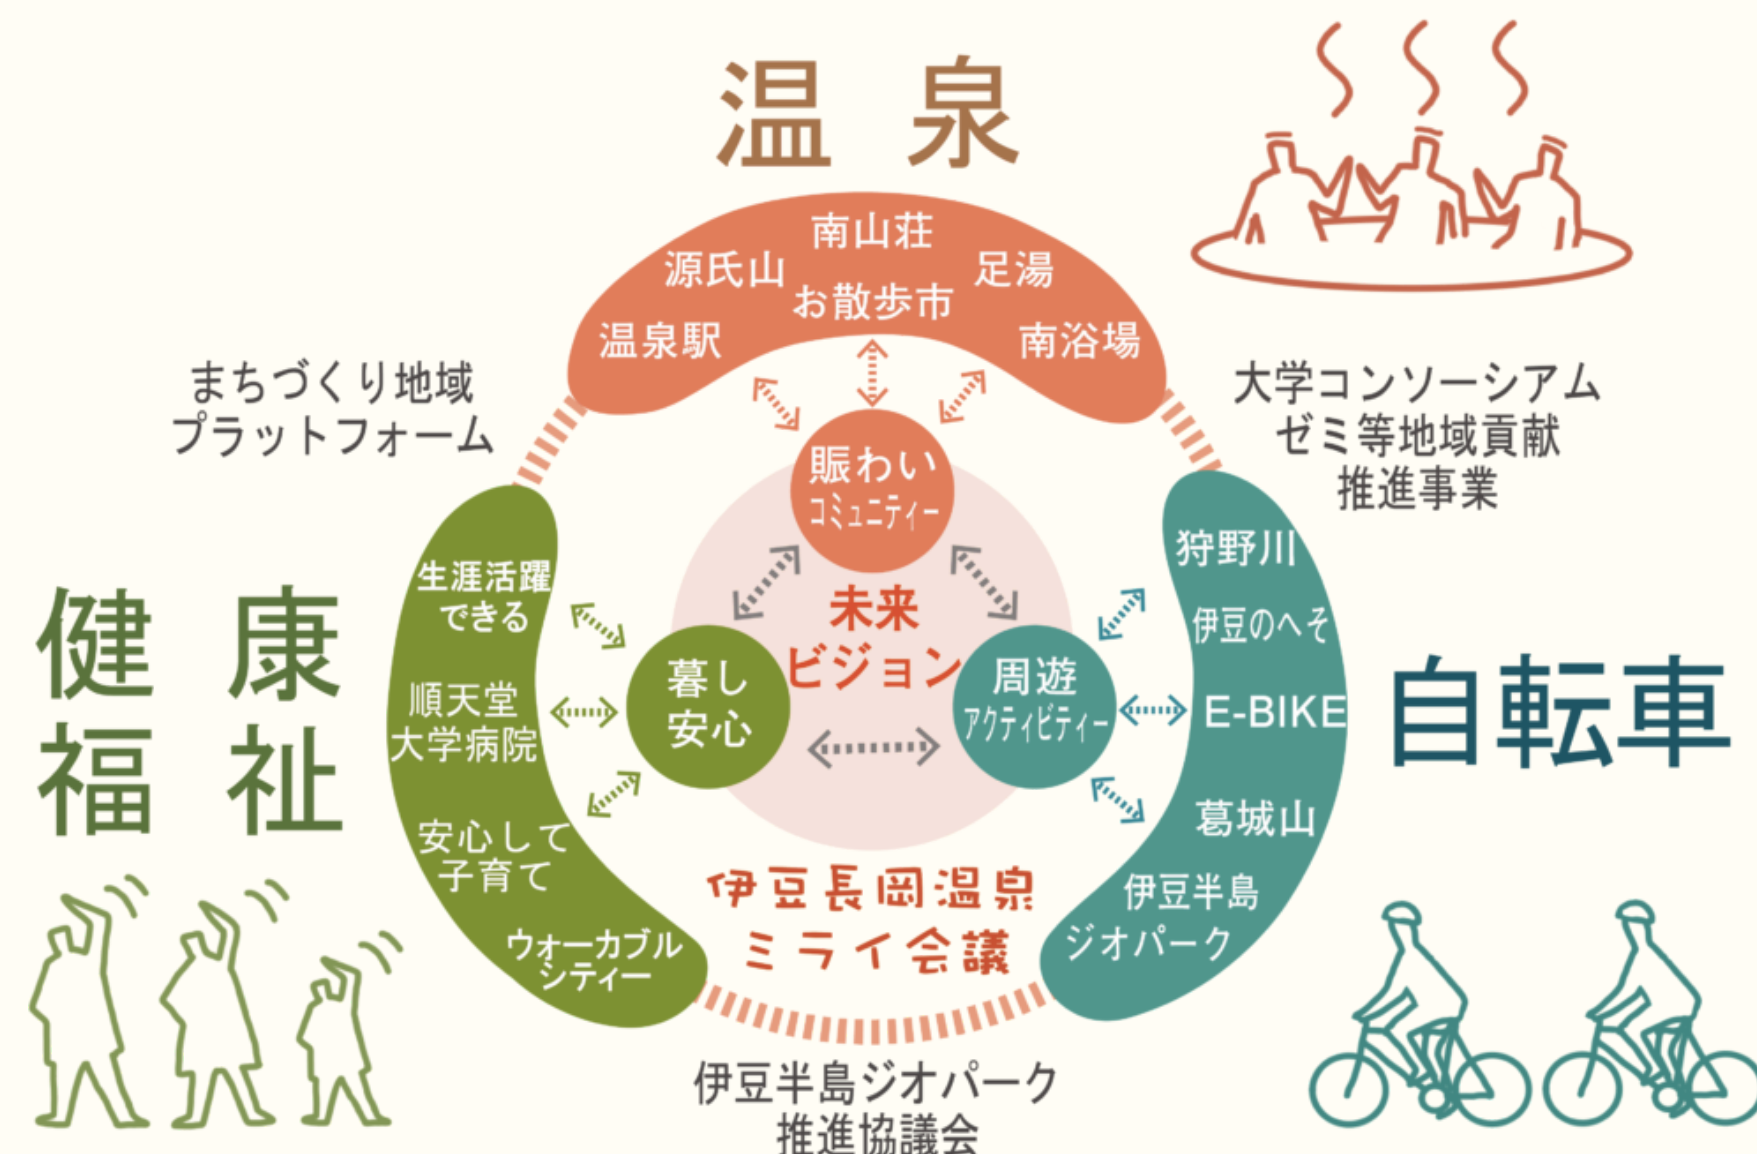 温泉
南山荘
源氏山
足湯
お散歩市
温泉駅
南浴場
まちづくり地域
プラットフォーム
大学コンソーシアム
ゼミ等地域貢献
推進事業
賑わい
コミュニティー
未来
ビジョン
暮し
安心
周遊
アクティビティー
健康
福祉
生涯活躍
できる
順天堂
大学病院
安心して
子育て
ウォーカブル
シティー
狩野川
伊豆のへそ
E-BIKE
葛城山
伊豆半島
ジオパーク
自転車
伊豆長岡温泉
ミライ会議
伊豆半島ジオパーク
推進協議会